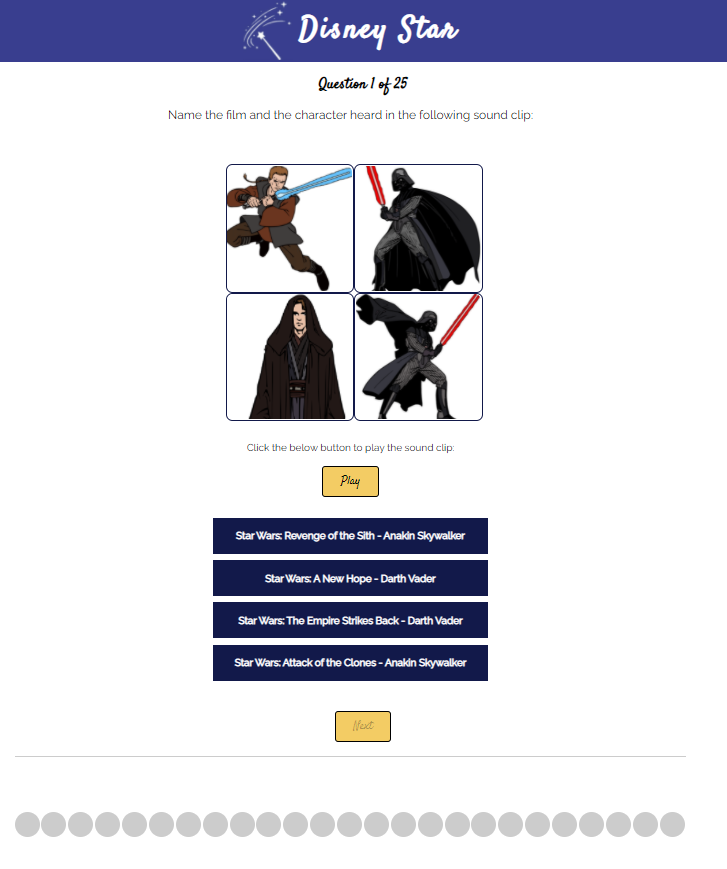 Disney Star
Question 1 of 25
Name the film and the character heard in the following sound clip:
Click the below button to play the sound clip:
Play
Star Wars: Revenge of the Sith - Anakin Skywalker
Star Wars: A New Hope - Darth Vader
Star Wars: The Empire Strikes Back - Darth Vader
Star Wars: Attack of the Clones - Anakin Skywalker
Next